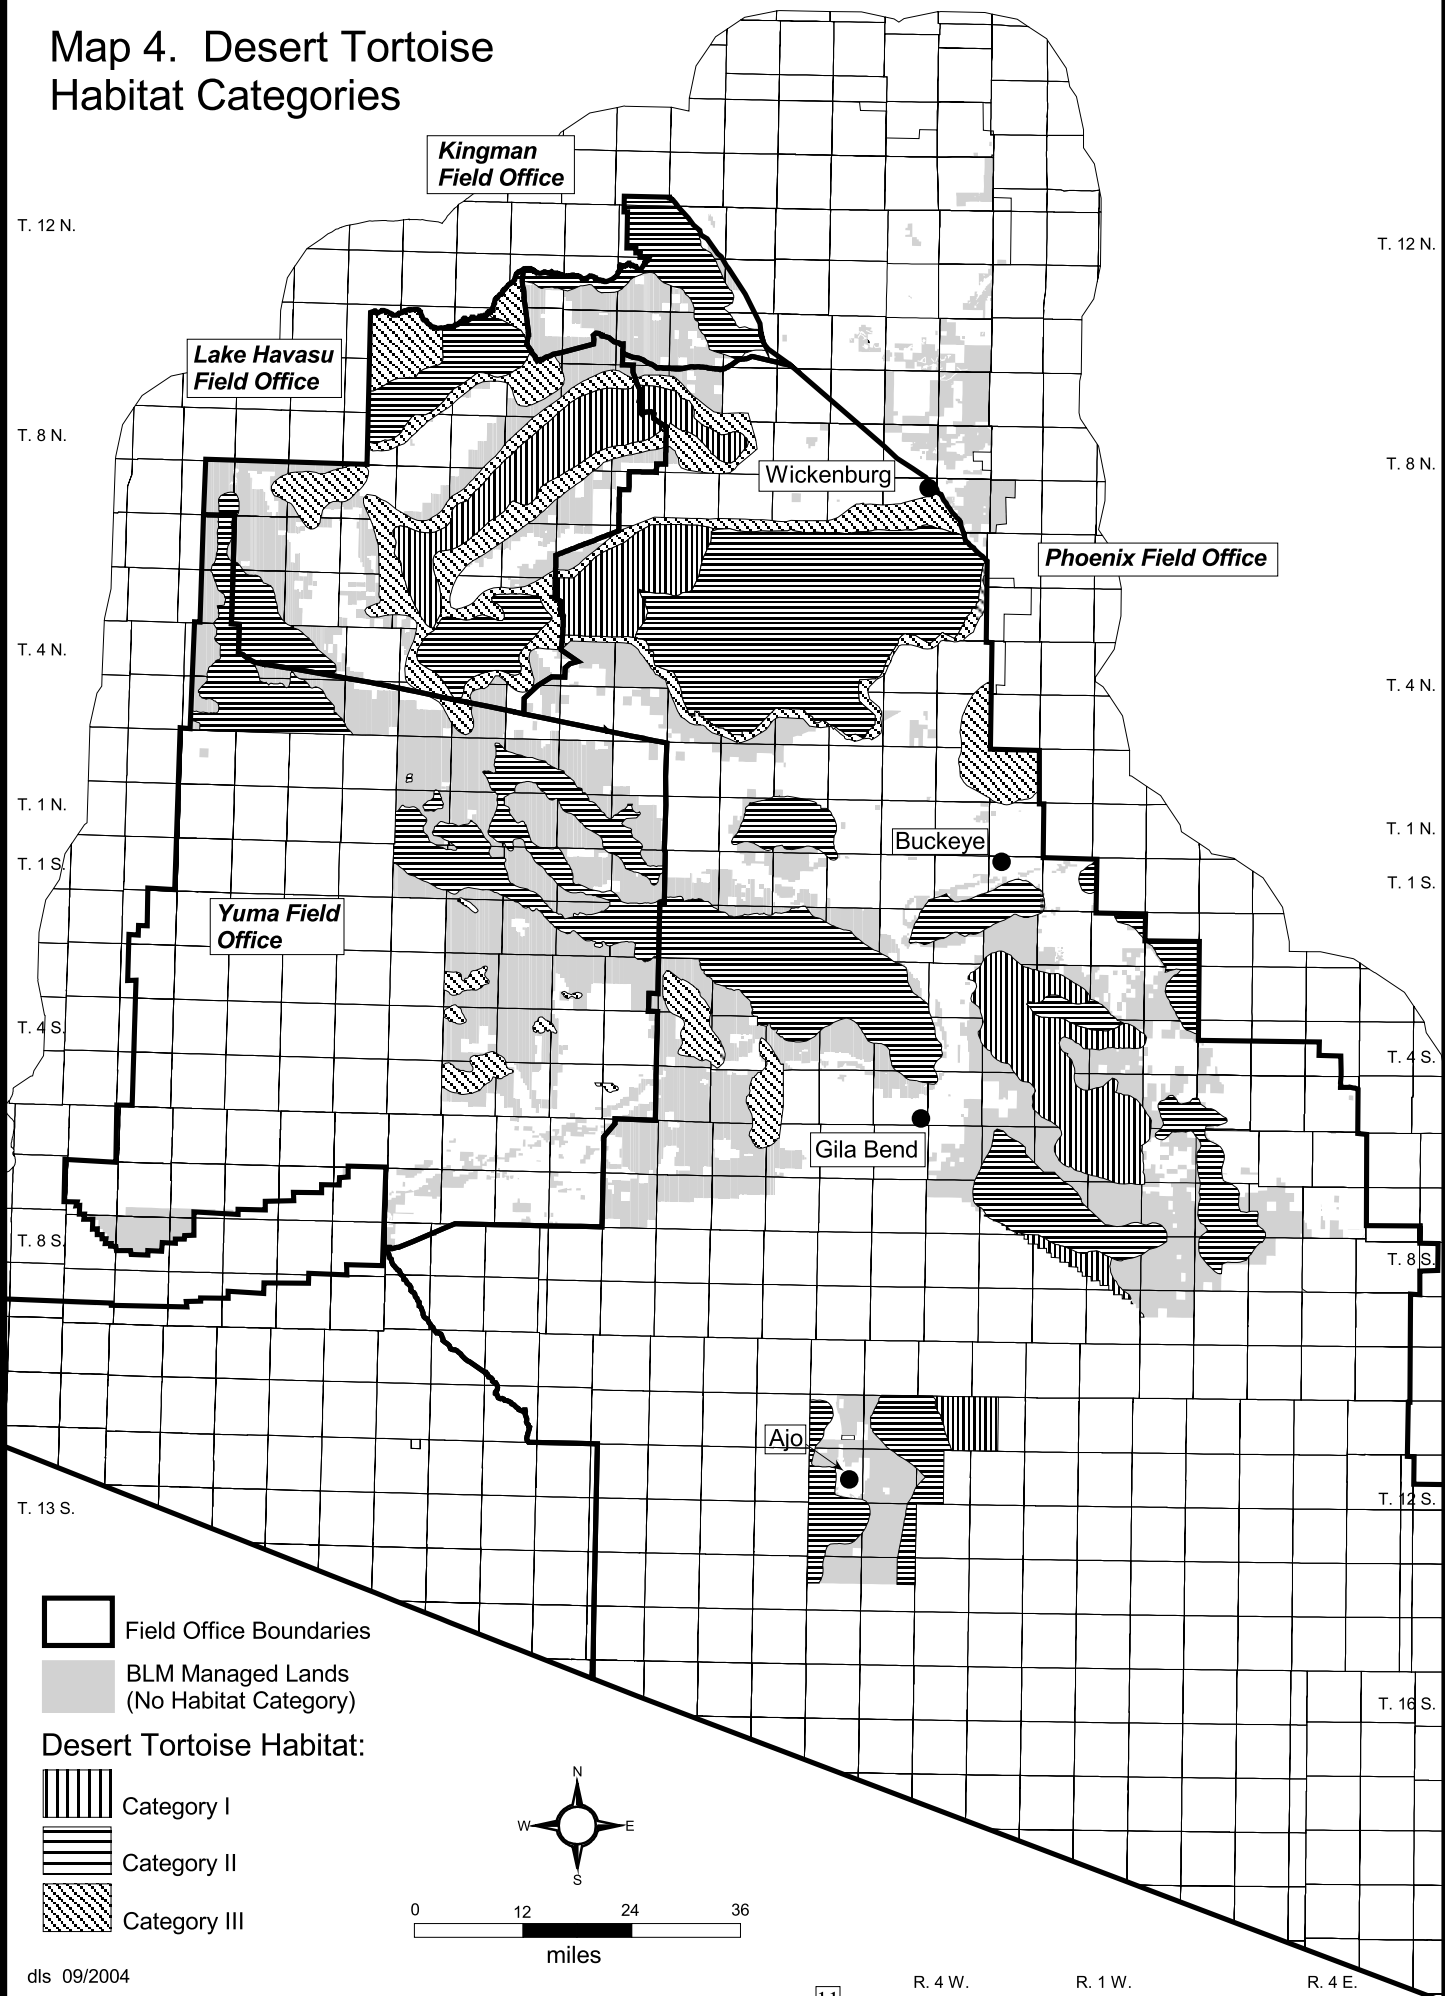 Map 4. Desert Tortoise
Habitat Categories
Kingman
Field Office
T. 12 N.
T. 12 N.
Lake Havasu
Field Office
T. 8 N.
T. 8 N.
Wickenburg
Phoenix Field Office
T. 4 N.
T. 4 N.
T. 1 N.
T. 1 N.
Buckeye
T. 1 S.
T. 1 S.
Yuma Field
Office
T. 4 S.
T. 4 S.
Gila Bend
T. 8 S.
T. 8 S.
Ajo
T. 13 S.
T. 12 S.
Field Office Boundaries
BLM Managed Lands
(No Habitat Category)
T. 16 S.
Desert Tortoise Habitat:
Category I
Category II
Category III
N
W E
S
0 12 24 36
miles
dls 09/2004
R. 4 W. R. 1 W. R. 4 E.